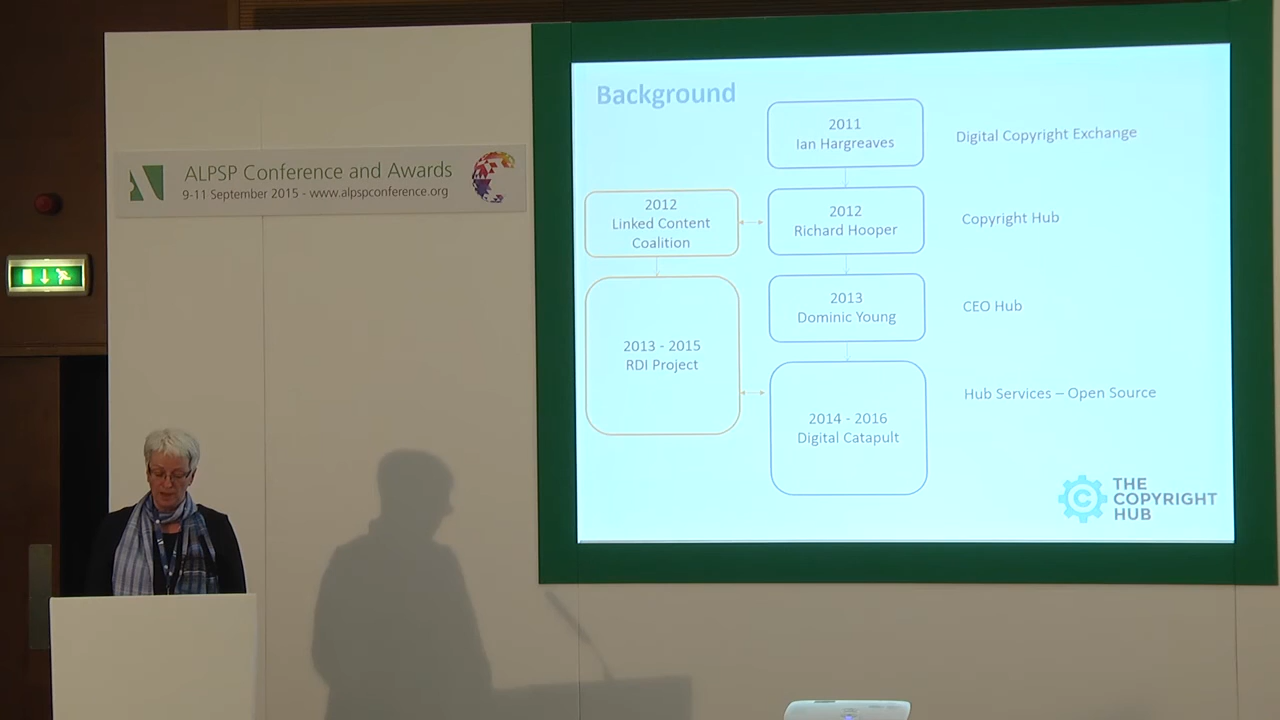 ALPSP Conference and Awards
9-11 September 2015 - www.alpspconference.org
Background
2011
Ian Hargreaves
Digital Copyright Exchange
2012
Linked Content
Coalition
2012
Richard Hooper
Copyright Hub
2013
Dominic Young
CEO Hub
2013 - 2015
RDI Project
2014 - 2016
Digital Catapult
Hub Services – Open Source
C
THE
COPYRIGHT
HUB